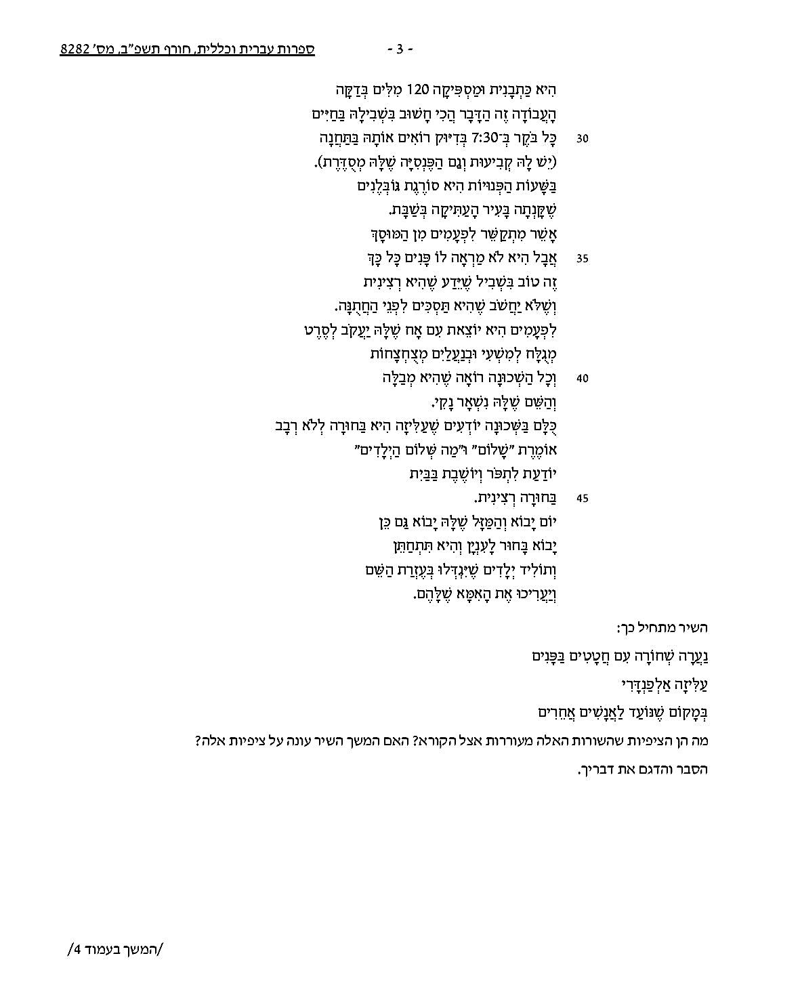 ספרות עברית וכללית, חורף תשפ"ב, מס' 8282
- 3 -
הִיא כַּתְבָנִית וּמַסְפִּיקָה 120 מִלִּים בְּדַקָּה
הָעֲבוֹדָה זֶה הַדָּבָר הֲכִי חָשׁוּב בִּשְׁבִילָהּ בַּחַיִּים
30 כָּל בֹּקֶר בְּ־7:30 בְּדִיּוּק רוֹאִים אוֹתָהּ בַּתַּחֲנָה
(יֵשׁ לָהּ קְבִיעוּת וְגַם הַפֶּנְסִיָּה שֶׁלָּהּ מְסֻדֶּרֶת).
בַּשָּׁעוֹת הַפְּנוּיוֹת הִיא סוֹרֶגֶת גּוֹבְּלֶנִים
שֶׁקָּנְתָה בָּעִיר הָעַתִּיקָה בְּשַׁבָּת.
אָשֵׁר מִתְקַשֵּׁר לִפְעָמִים מִן הַמּוּסָךְ
35 אֲבָל הִיא לֹא מַרְאָה לוֹ פָּנִים כָּל כָּךְ
זֶה טוֹב בִּשְׁבִיל שֶׁיֵּדַע שֶׁהִיא רְצִינִית
וְשֶׁלֹּא יַחֲשֹׁב שֶׁהִיא תַּסְכִּים לִפְנֵי הַחֲתֻנָּה.
לִפְעָמִים הִיא יוֹצֵאת עִם אָח שֶׁלָּהּ יַעֲקֹב לְסֶרֶט
מְגֻלָּח לְמִשְׁעִי וּבְנַעֲלַיִם מְצֻחְצָחוֹת
40 וְכָל הַשְּׁכוּנָה רוֹאָה שֶׁהִיא מְבַלָּה
וְהַשֵּׁם שֶׁלָּהּ נִשְׁאָר נָקִי.
כֻּלָּם בַּשְּׁכוּנָה יוֹדְעִים שֶׁעַלִּיזָה הִיא בַּחוּרָה לְלֹא רְבָב
אוֹמֶרֶת "שָׁלוֹם" וּ"מַה שְּׁלוֹם הַיְלָדִים"
יוֹדַעַת לִתְפֹּר וְיוֹשֶׁבֶת בַּבַּיִת
45 בַּחוּרָה רְצִינִית.
יוֹם יָבוֹא וְהַמַּזָּל שֶׁלָּהּ יָבוֹא גַּם כֵּן
יָבוֹא בָּחוּר לָעִנְיָן וְהִיא תִּתְחַתֵּן
וְתוֹלִיד יְלָדִים שֶׁיִּגְדְּלוּ בְּעֶזְרַת הַשֵּׁם
וְיַעֲרִיכוּ אֶת הָאִמָּא שֶׁלָּהֶם.
השיר מתחיל כך:
נַעֲרָה שְׁחוֹרָה עִם חֲטָטִים בַּפָּנִים
עַלִּיזָה אַלְפַנְדָּרִי
בְּמָקוֹם שֶׁנּוֹעַד לַאֲנָשִׁים אֲחֵרִים
מה הן הציפיות שהשורות האלה מעוררות אצל הקורא? האם המשך השיר עונה על ציפיות אלה?
הסבר והדגם את דבריך.
/המשך בעמוד 4/